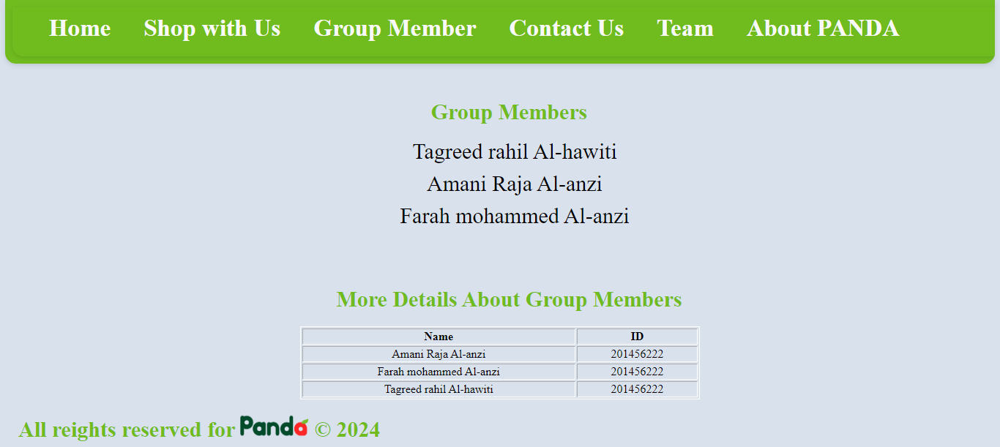 Home Shop with Us Group Member Contact Us Team About PANDA
Group Members
Tagreed rahil Al-hawiti
Amani Raja Al-anzi
Farah mohammed Al-anzi
More Details About Group Members
Name ID
Amani Raja Al-anzi 201456222
Farah mohammed Al-anzi 201456222
Tagreed rahil Al-hawiti 201456222
All reights reserved for Panda © 2024